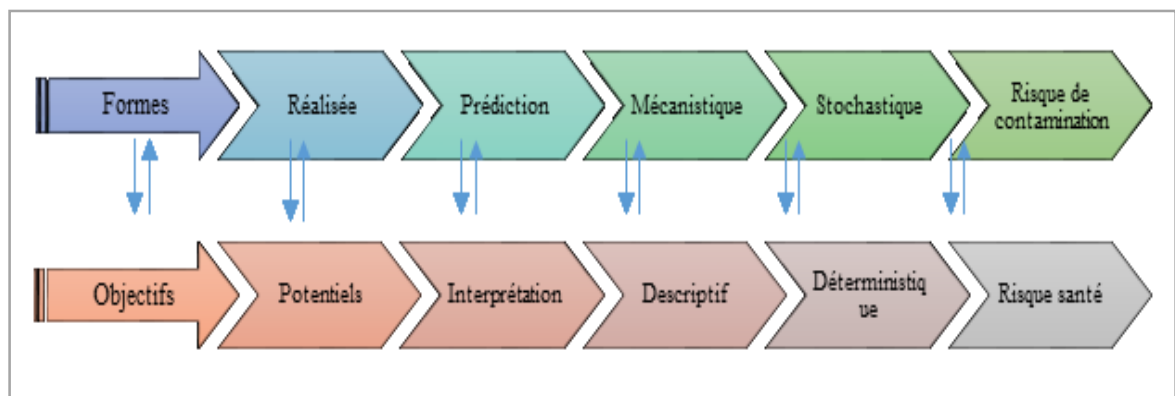 Formes
Réalisée
Prédiction
Mécanistique
Stochastique
Risque de
contamination
Objectifs
Potentiels
Interprétation
Descriptif
Déterministiq
ue
Risque santé